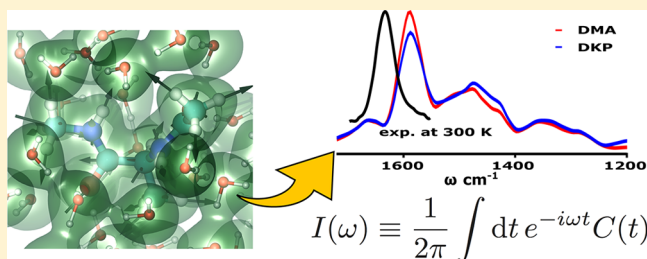 DMA
DKP
exp. at 300 K
1600 1400 1200
ω cm⁻¹
I(ω) ≡ 1/2π ∫ dt e^{-iωt} C(t)